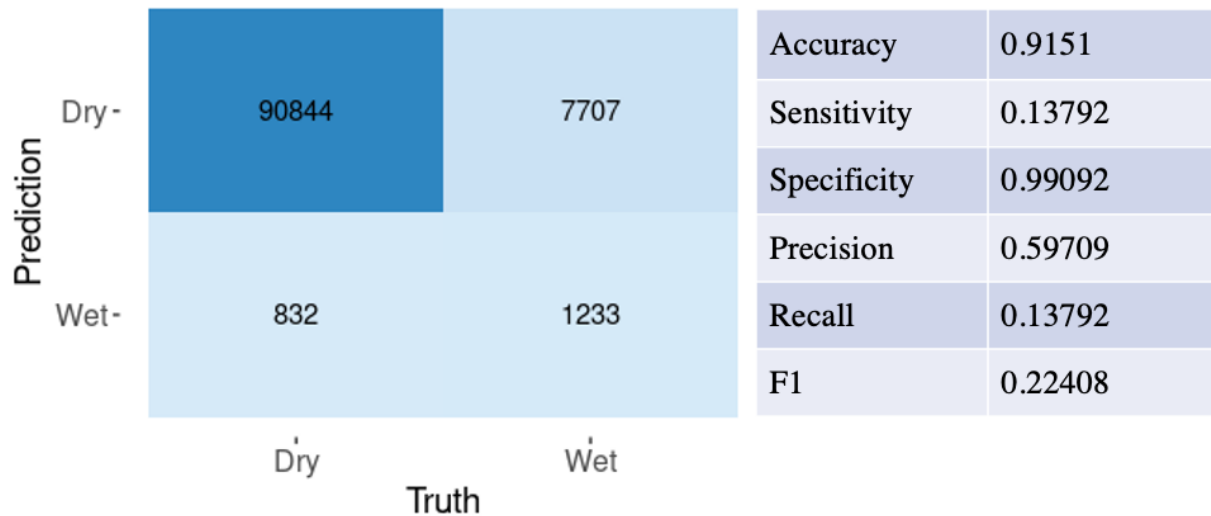 Prediction
Dry
90844
7707
Wet
832
1233
Dry
Wet
Truth
Accuracy 0.9151
Sensitivity 0.13792
Specificity 0.99092
Precision 0.59709
Recall 0.13792
F1 0.22408